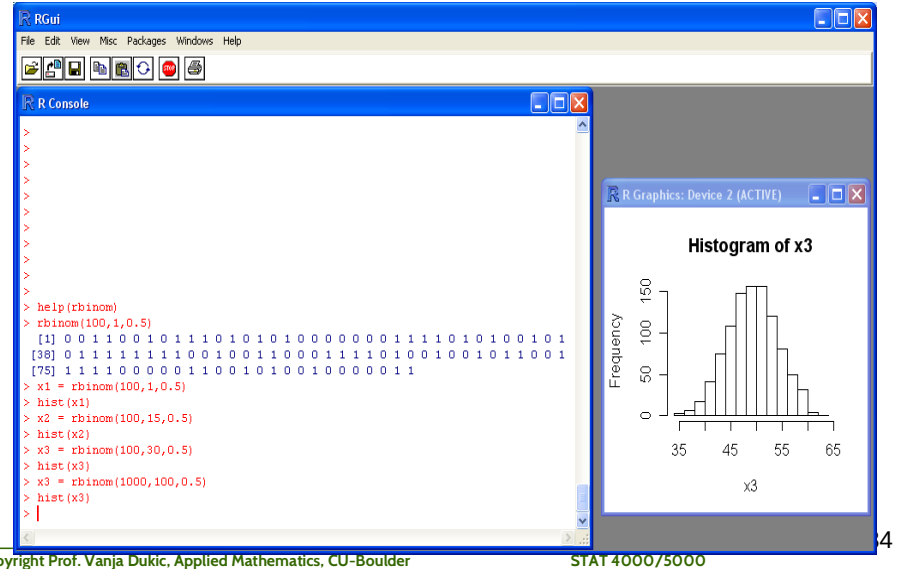 RGui
File Edit View Misc Packages Windows Help
STOP
R Console
>
>
>
>
>
>
>
>
>
>
>
> help(rbinom)
> rbinom(100,1,0.5)
[1] 0 0 1 1 0 0 1 0 1 1 1 0 1 0 1 0 1 0 0 0 0 0 0 0 1 1 1 1 0 1 0 1 0 0 1 0 1
[38] 0 1 1 1 1 1 1 1 0 0 1 0 0 1 1 0 0 0 1 1 1 1 0 1 0 0 1 0 0 1 0 1 1 0 0 1
[75] 1 1 1 1 0 0 0 0 0 1 1 0 0 1 0 1 0 0 1 0 0 0 0 0 1 1
> x1 = rbinom(100,1,0.5)
> hist(x1)
> x2 = rbinom(100,15,0.5)
> hist(x2)
> x3 = rbinom(100,30,0.5)
> hist(x3)
> x3 = rbinom(1000,100,0.5)
> hist(x3)
>
R Graphics: Device 2 (ACTIVE)
Histogram of x3
Frequency
150
100
50
0
35 45 55 65
x3
34
opyright Prof. Vanja Dukic, Applied Mathematics, CU-Boulder STAT 4000/5000